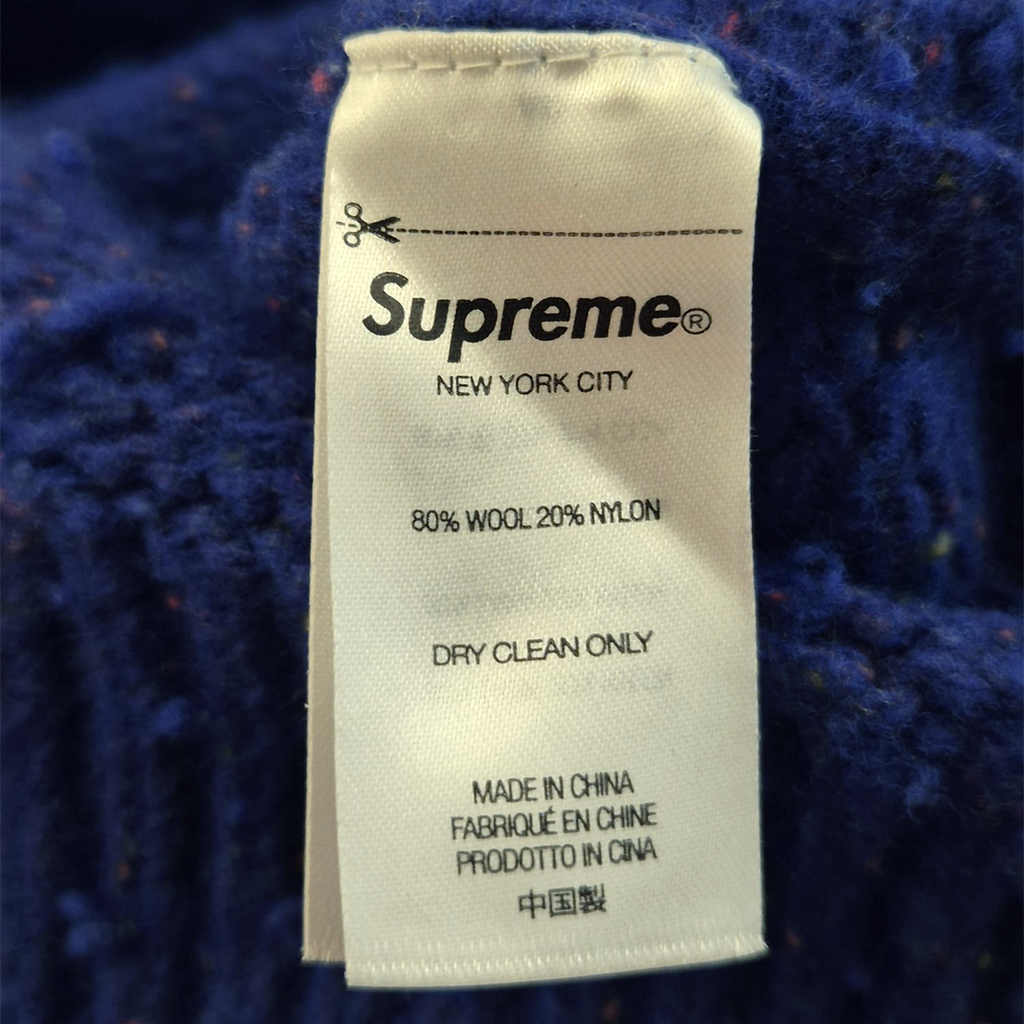 Supreme®
NEW YORK CITY
80% WOOL 20% NYLON
DRY CLEAN ONLY
MADE IN CHINA
FABRIQUÉ EN CHINE
PRODOTTO IN CINA
中国製